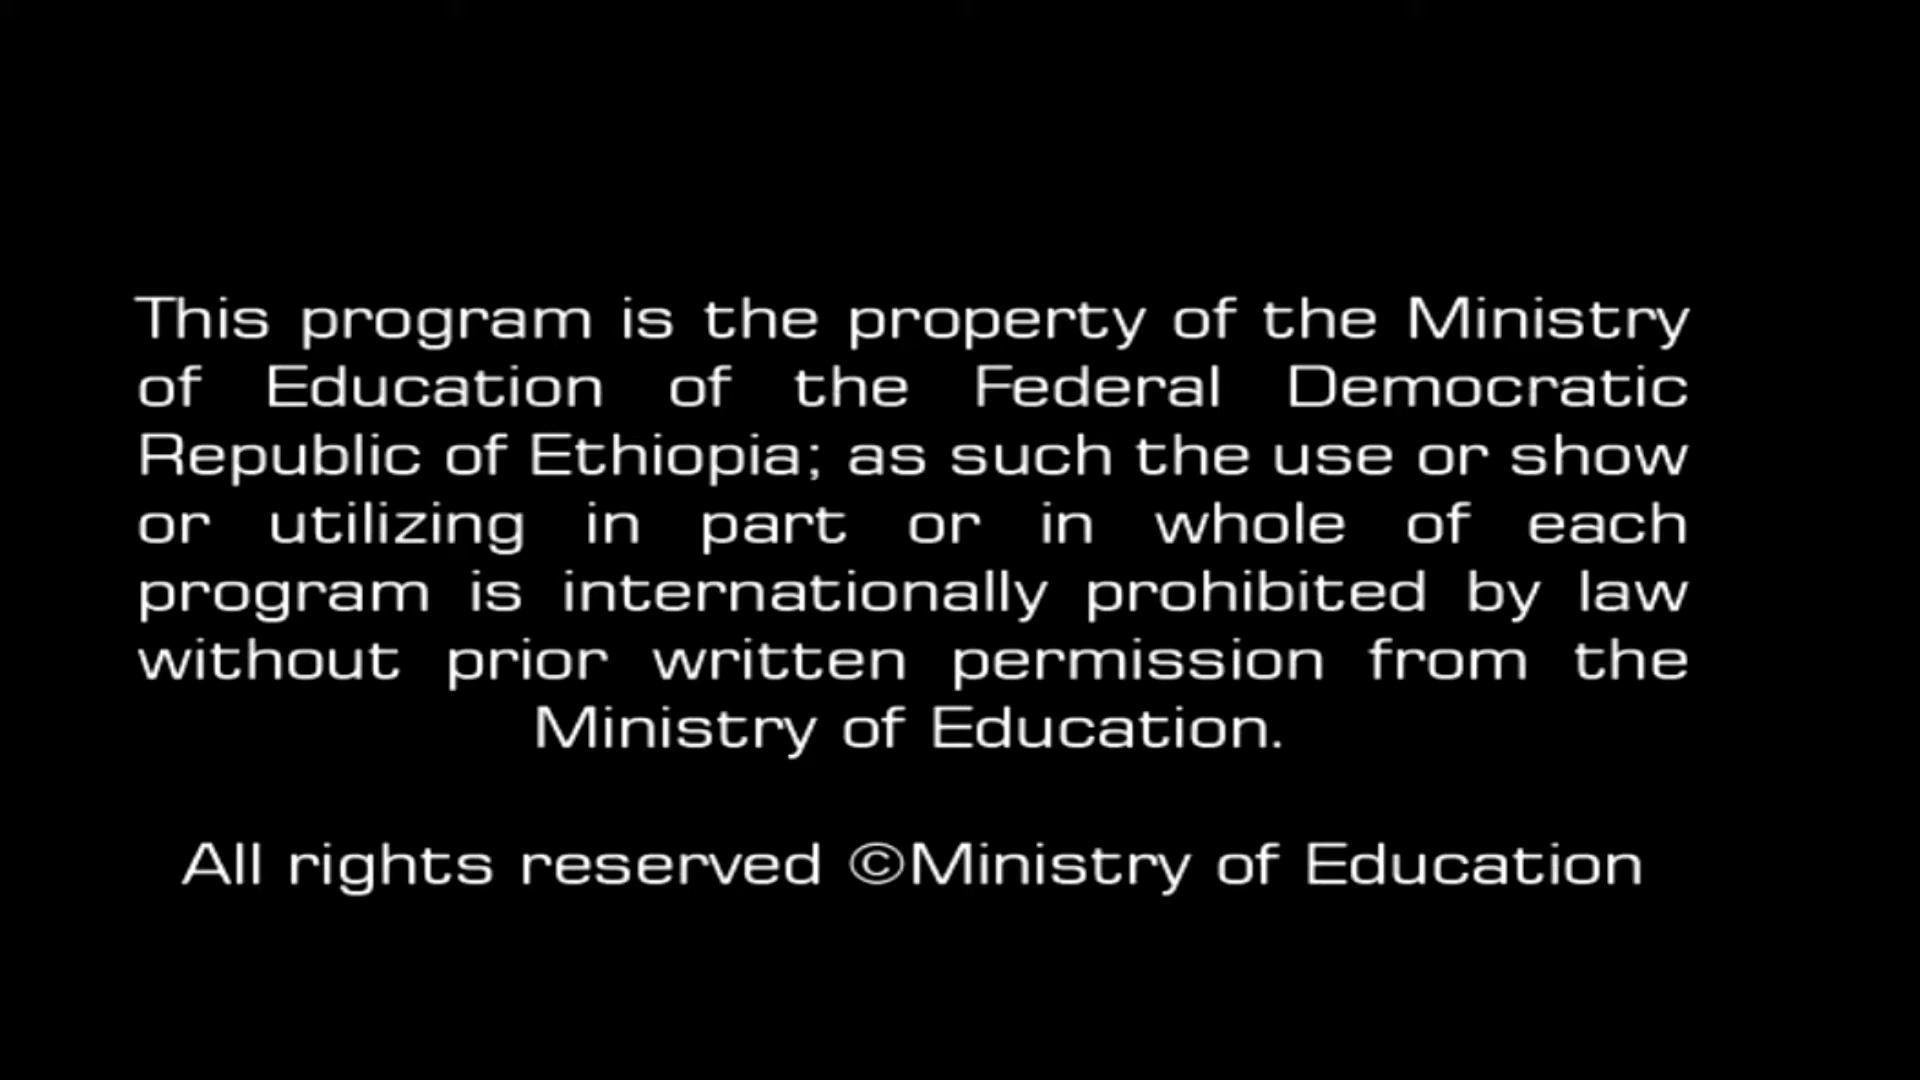 This program is the property of the Ministry
of Education of the Federal Democratic
Republic of Ethiopia; as such the use or show
or utilizing in part or in whole of each
program is internationally prohibited by law
without prior written permission from the
Ministry of Education.
All rights reserved ©Ministry of Education